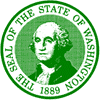 THE SEAL OF THE STATE OF WASHINGTON
1889